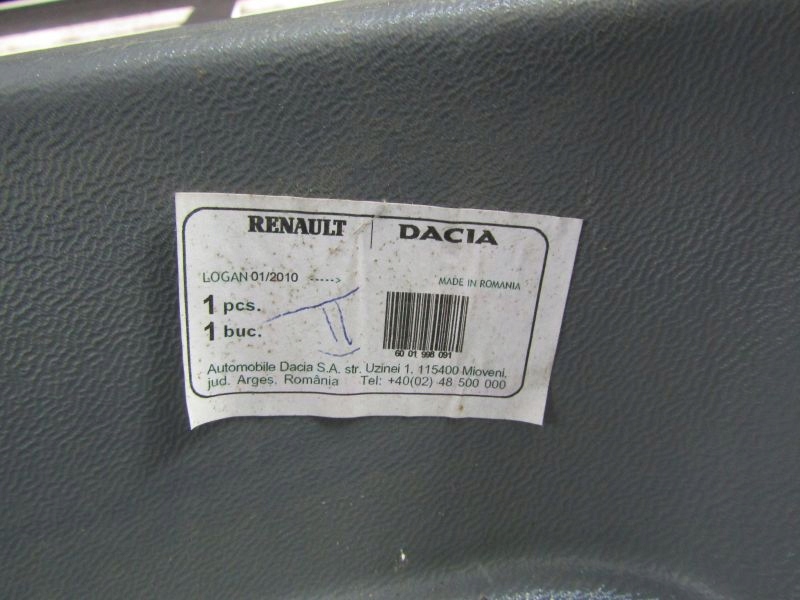 RENAULT | DACIA
LOGAN 01/2010 -----> MADE IN ROMANIA
1 pcs.
1 buc.
60 01 998 091
Automobile Dacia S.A. str. Uzinei 1, 115400 Mioveni,
jud. Arges, România Tel: +40(02) 48 500 000